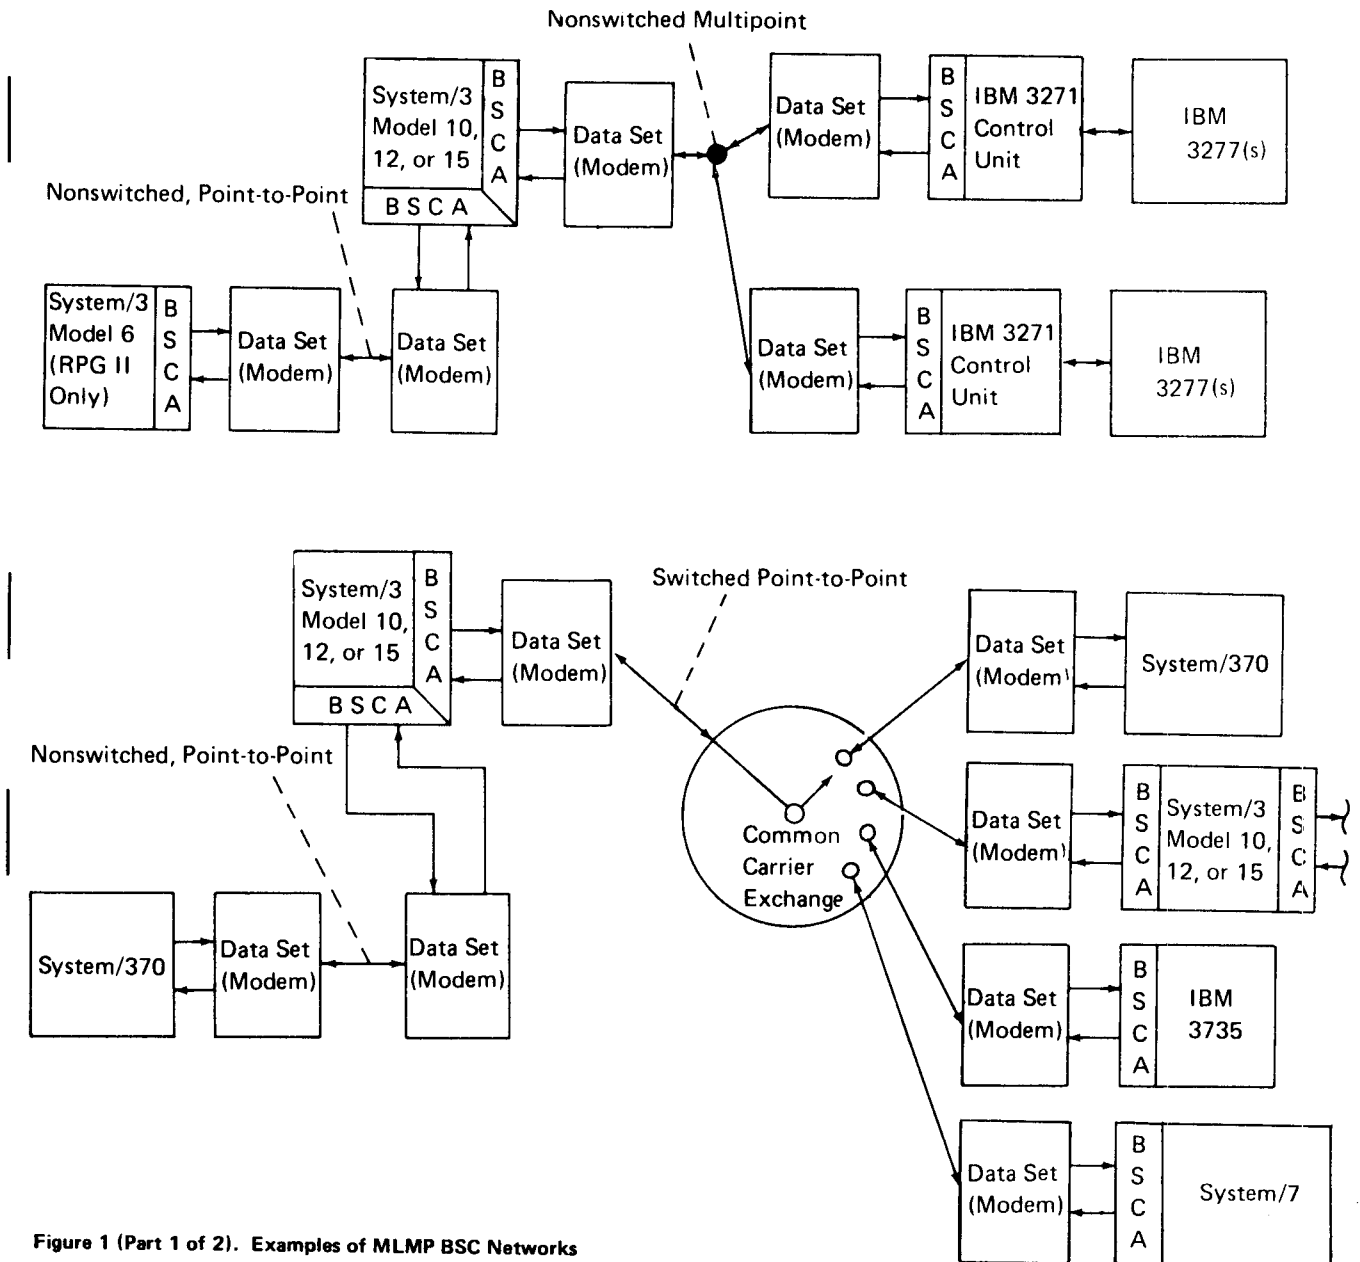 Nonswitched Multipoint
System/3
Model 10,
12, or 15
B
S
C
A
B S C A
Data Set
(Modem)
Data Set
(Modem)
B
S
C
A
IBM 3271
Control
Unit
IBM
3277(s)
Nonswitched, Point-to-Point
System/3
Model 6
(RPG II
Only)
B
S
C
A
Data Set
(Modem)
Data Set
(Modem)
Data Set
(Modem)
B
S
C
A
IBM 3271
Control
Unit
IBM
3277(s)
System/3
Model 10,
12, or 15
B
S
C
A
B S C A
Data Set
(Modem)
Switched Point-to-Point
Data Set
(Modem)
System/370
Nonswitched, Point-to-Point
Common
Carrier
Exchange
Data Set
(Modem)
B
S
C
A
System/3
Model 10,
12, or 15
B
S
C
A
System/370
Data Set
(Modem)
Data Set
(Modem)
Data Set
(Modem)
B
S
C
A
IBM
3735
Data Set
(Modem)
B
S
C
A
System/7
Figure 1 (Part 1 of 2). Examples of MLMP BSC Networks